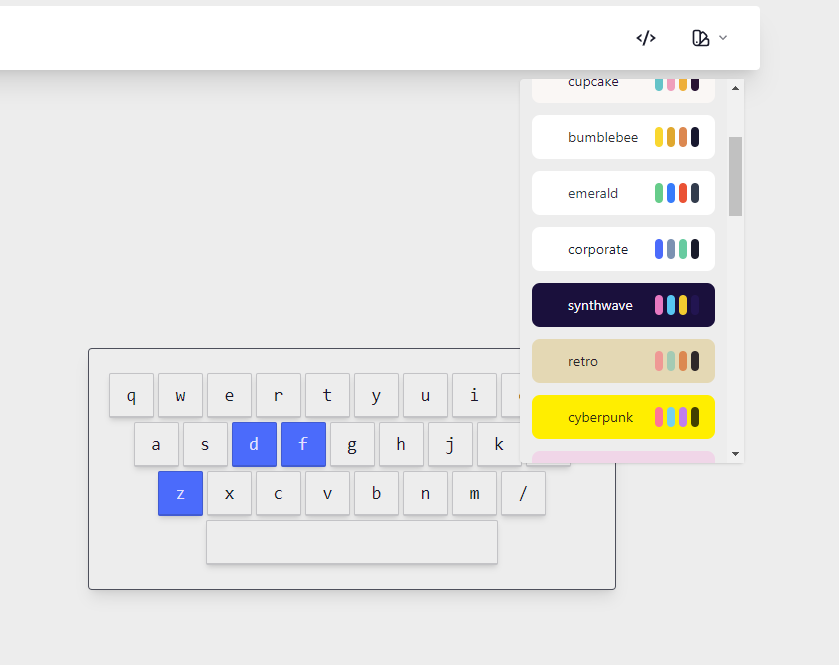 </>
cupcake
bumblebee
emerald
corporate
synthwave
retro
cyberpunk
q w e r t y u i
a s d f g h j k
z x c v b n m /